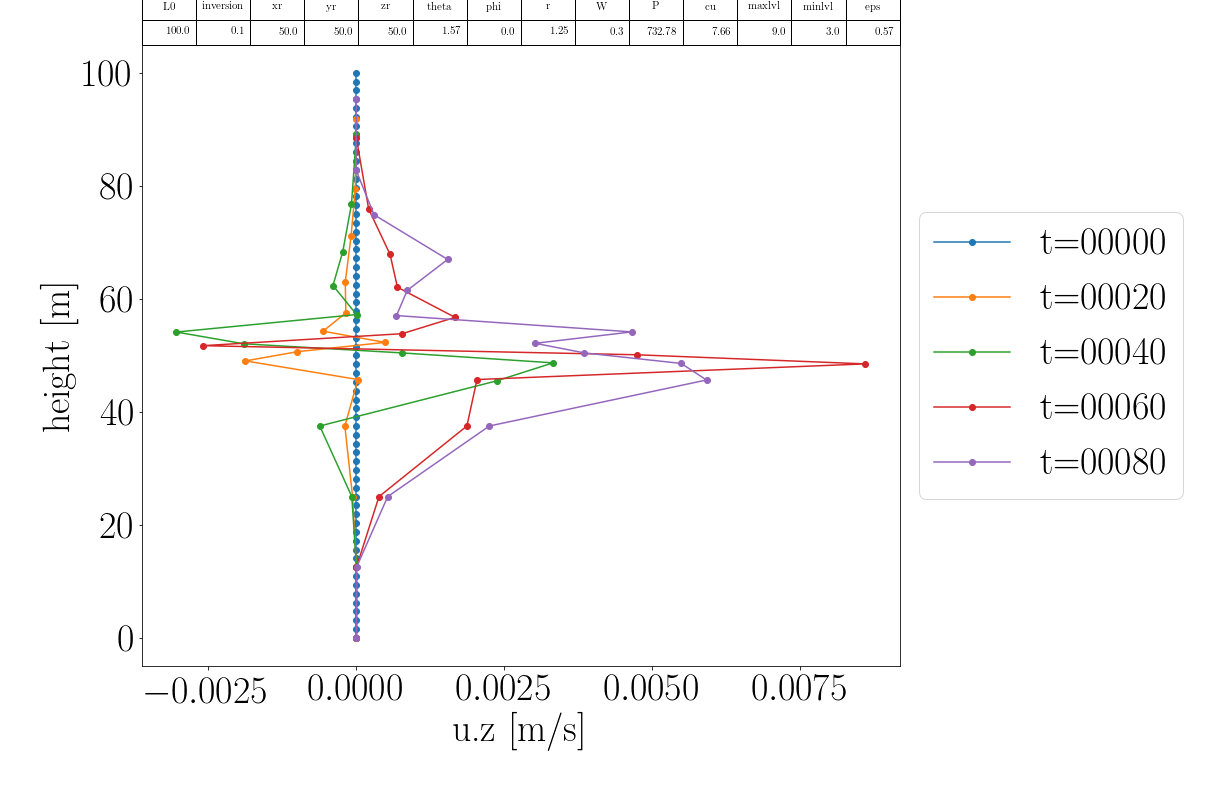 L0 inversion xr yr zr theta phi r W P cu maxlvl minlvl eps
100.0 0.1 50.0 50.0 50.0 1.57 0.0 1.25 0.3 732.78 7.66 9.0 3.0 0.57
100
80
60
40
20
0
height [m]
−0.0025 0.0000 0.0025 0.0050 0.0075
u.z [m/s]
t=00000
t=00020
t=00040
t=00060
t=00080